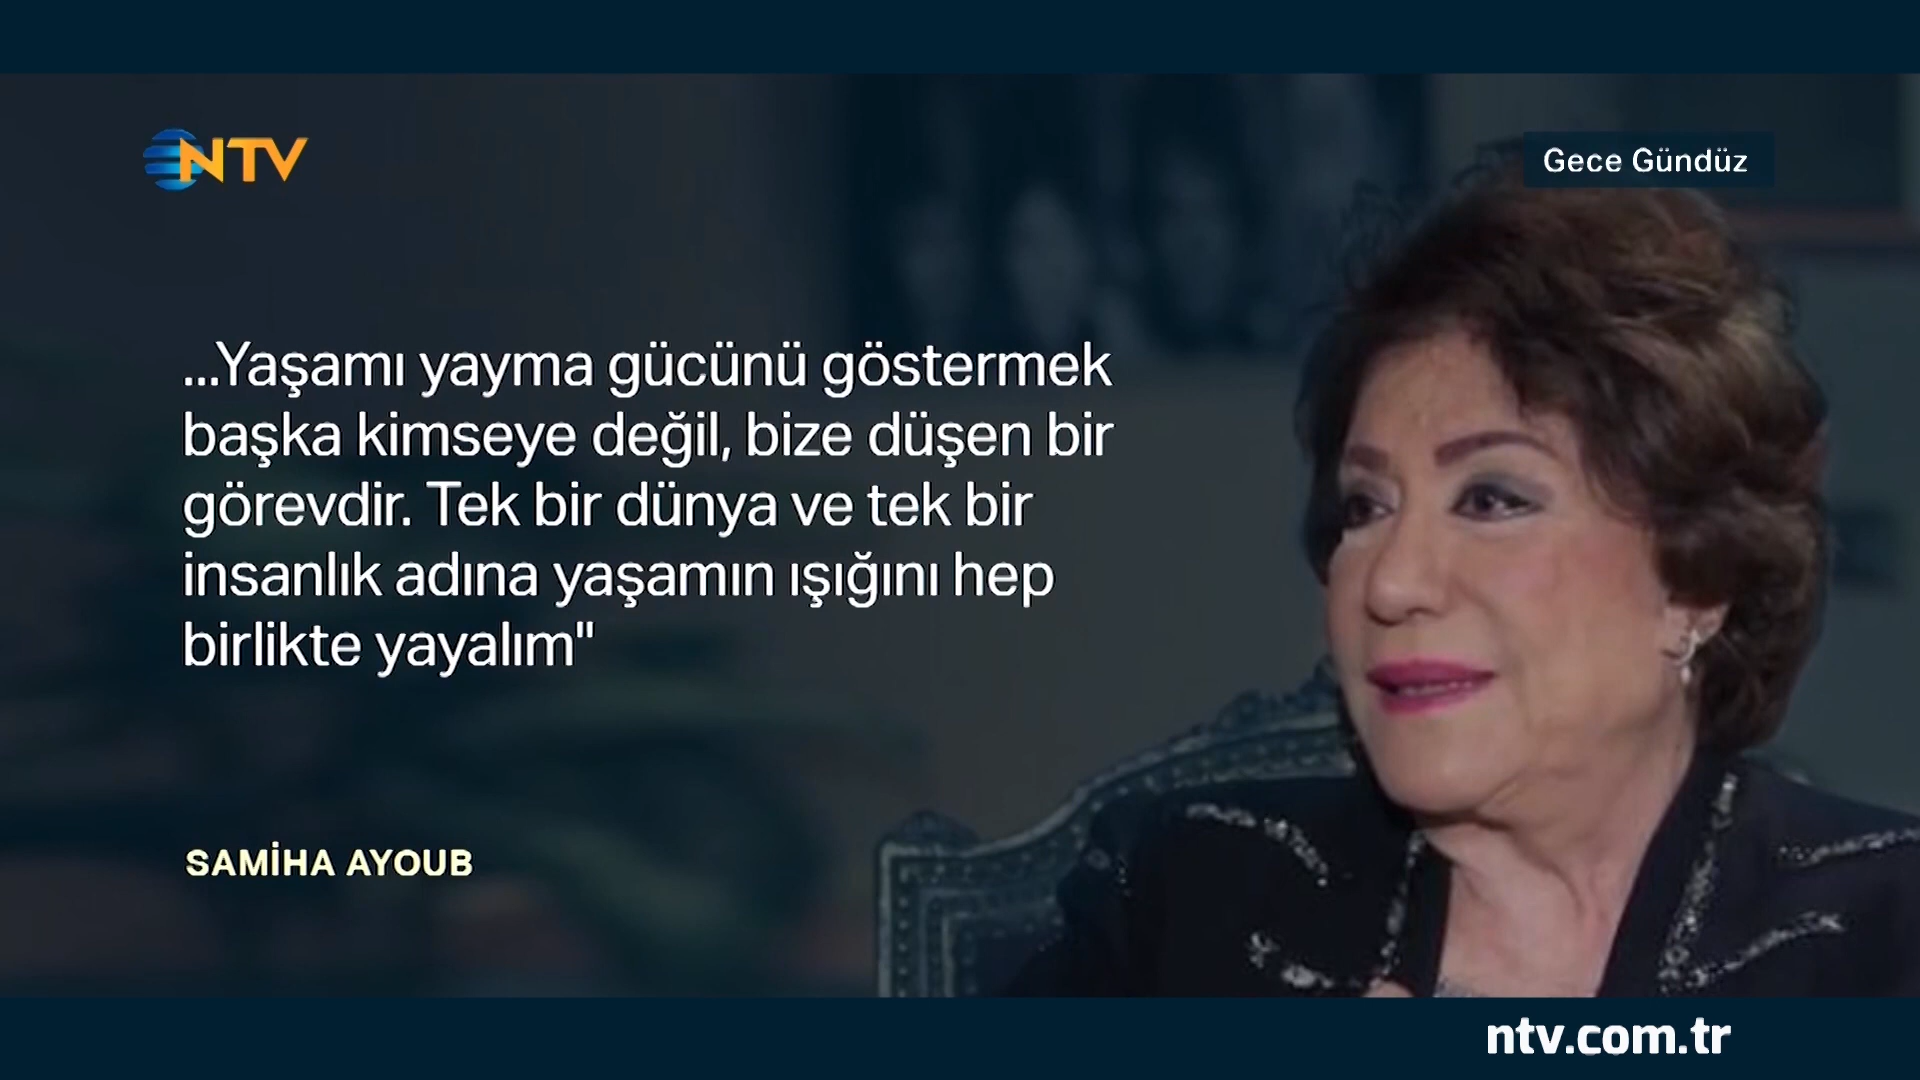 NTV
Gece Gündüz
...Yaşamı yayma gücünü göstermek
başka kimseye değil, bize düşen bir
görevdir. Tek bir dünya ve tek bir
insanlık adına yaşamın ışığını hep
birlikte yayalım"
SAMİHA AYOUB
ntv.com.tr